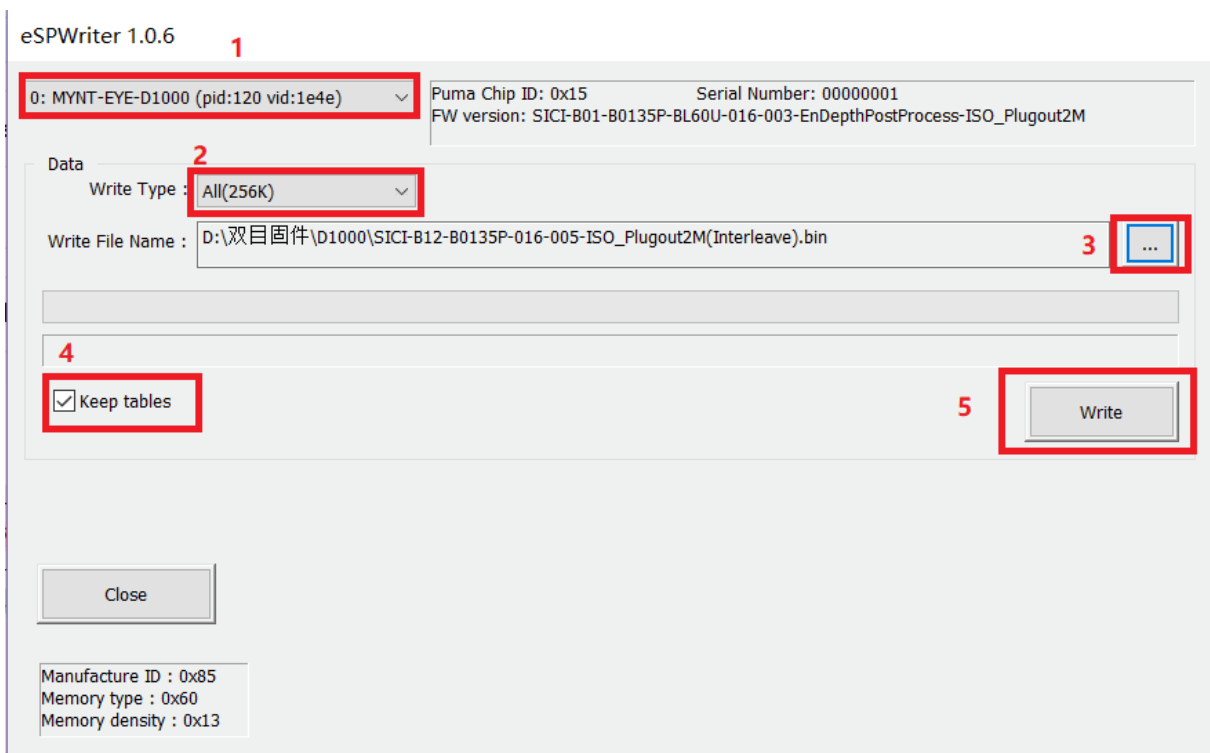 eSPWriter 1.0.6
1
0: MYNT-EYE-D1000 (pid:120 vid:1e4e)
Puma Chip ID: 0x15 Serial Number: 00000001
FW version: SICI-B01-B0135P-BL60U-016-003-EnDepthPostProcess-ISO_Plugout2M
Data
2
Write Type : All(256K)
Write File Name : D:\双目固件\D1000\SICI-B12-B0135P-016-005-ISO_Plugout2M(Interleave).bin
3 ...
4
Keep tables
5 Write
Close
Manufacture ID : 0x85
Memory type : 0x60
Memory density : 0x13